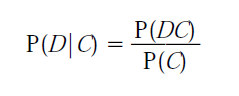 P(D|C) = P(DC) / P(C)